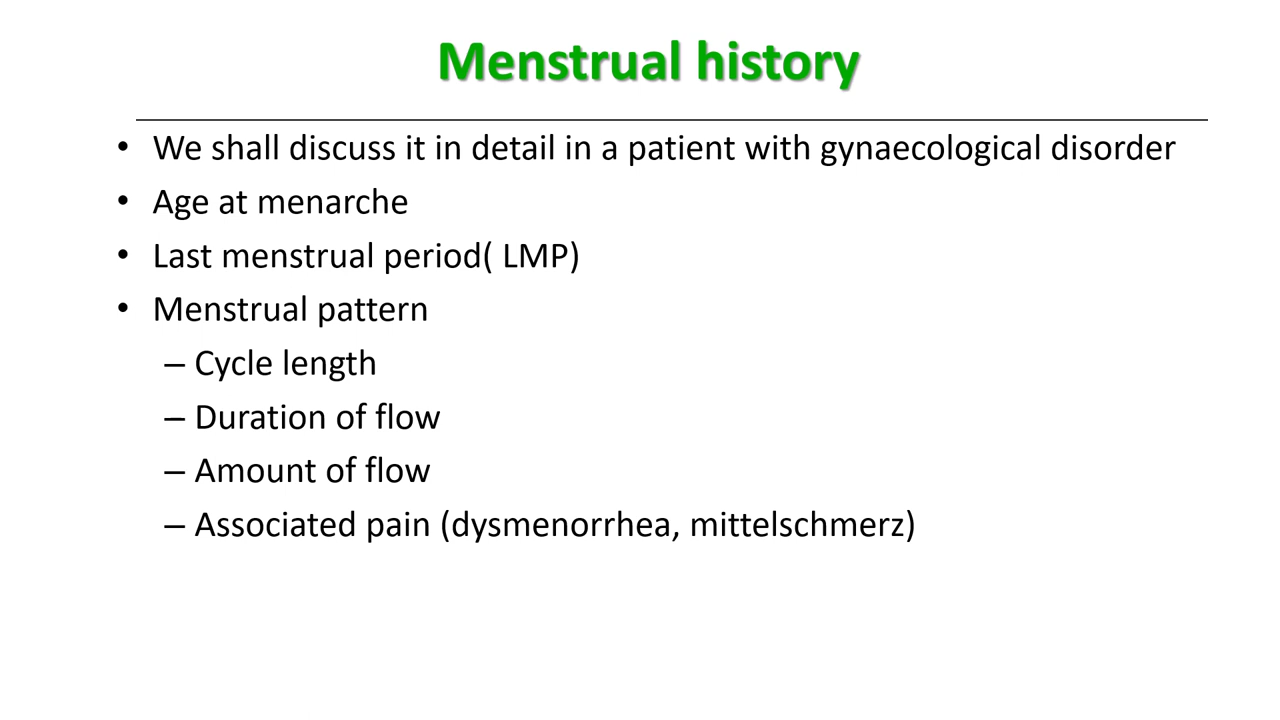 Menstrual history
• We shall discuss it in detail in a patient with gynaecological disorder
• Age at menarche
• Last menstrual period( LMP)
• Menstrual pattern
– Cycle length
– Duration of flow
– Amount of flow
– Associated pain (dysmenorrhea, mittelschmerz)